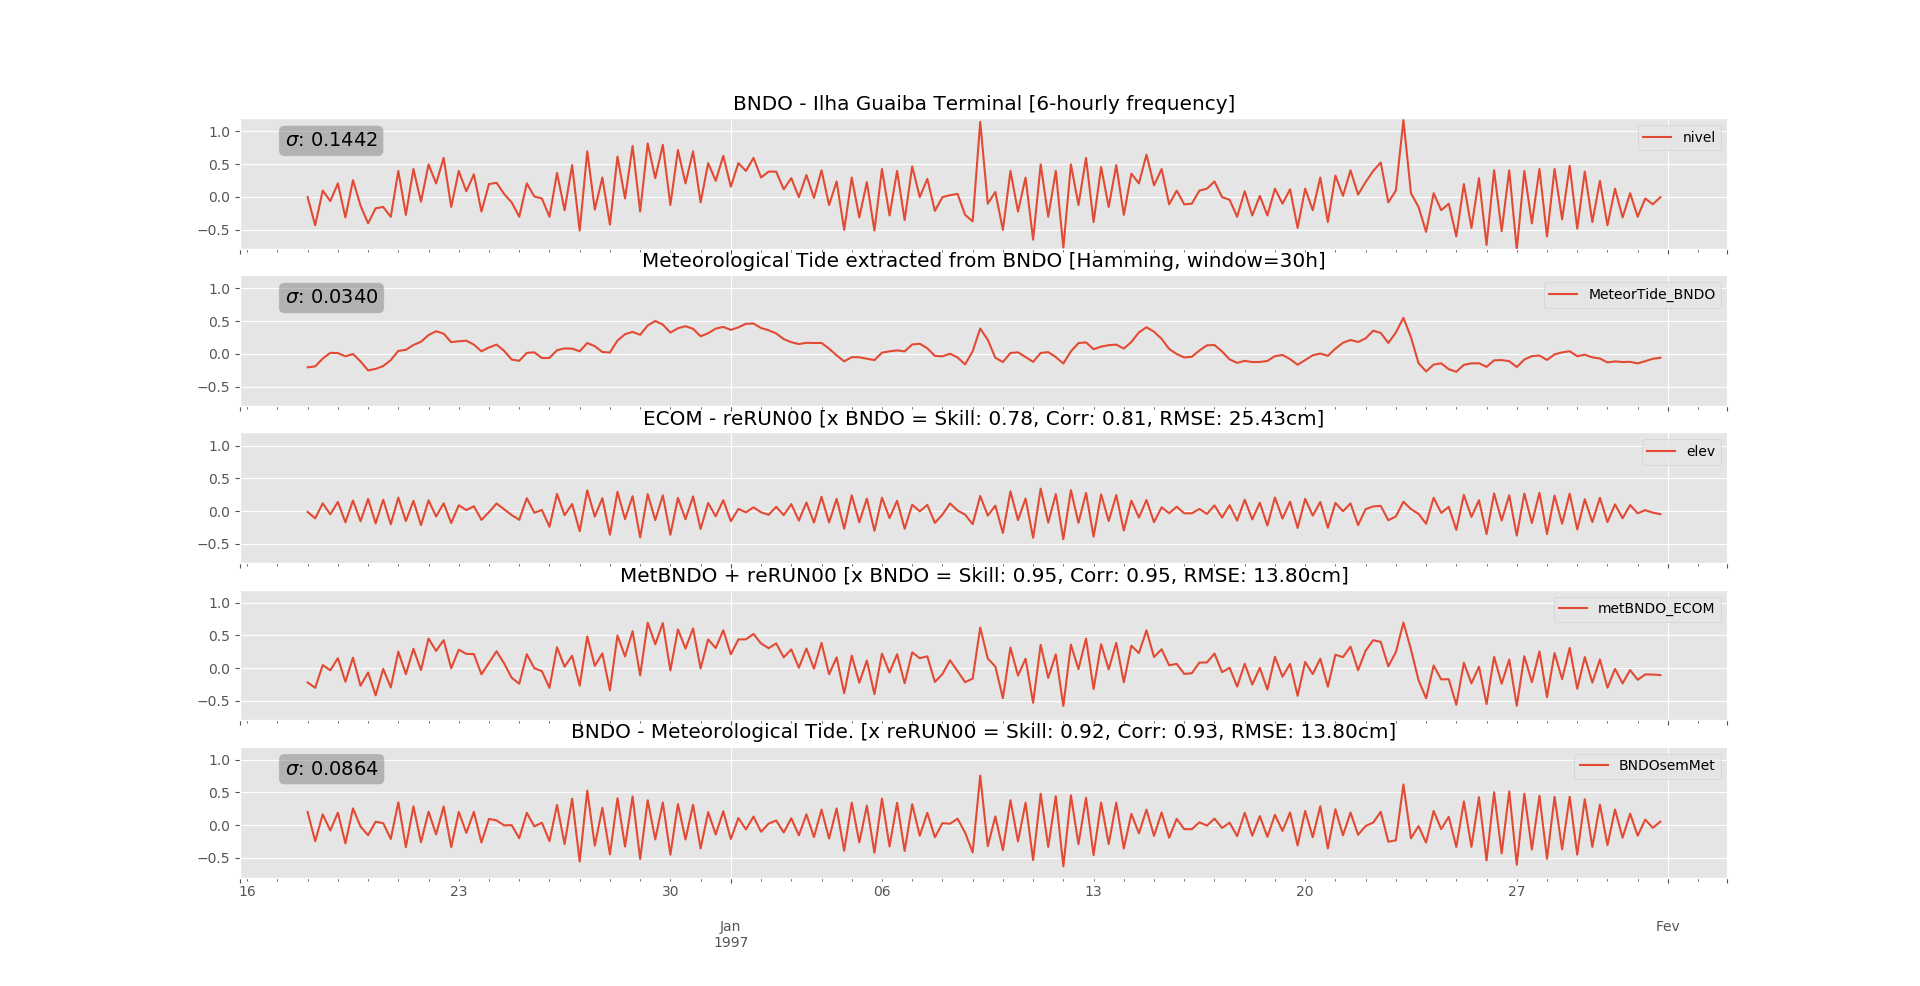 BNDO - Ilha Guaiba Terminal [6-hourly frequency]
1.0
0.5
0.0
−0.5
σ: 0.1442
nivel
Meteorological Tide extracted from BNDO [Hamming, window=30h]
1.0
0.5
0.0
−0.5
σ: 0.0340
MeteorTide_BNDO
ECOM - reRUN00 [x BNDO = Skill: 0.78, Corr: 0.81, RMSE: 25.43cm]
1.0
0.5
0.0
−0.5
elev
MetBNDO + reRUN00 [x BNDO = Skill: 0.95, Corr: 0.95, RMSE: 13.80cm]
1.0
0.5
0.0
−0.5
metBNDO_ECOM
BNDO - Meteorological Tide. [x reRUN00 = Skill: 0.92, Corr: 0.93, RMSE: 13.80cm]
1.0
0.5
0.0
−0.5
σ: 0.0864
BNDOsemMet
16 23 30 06 13 20 27
Jan Fev
1997